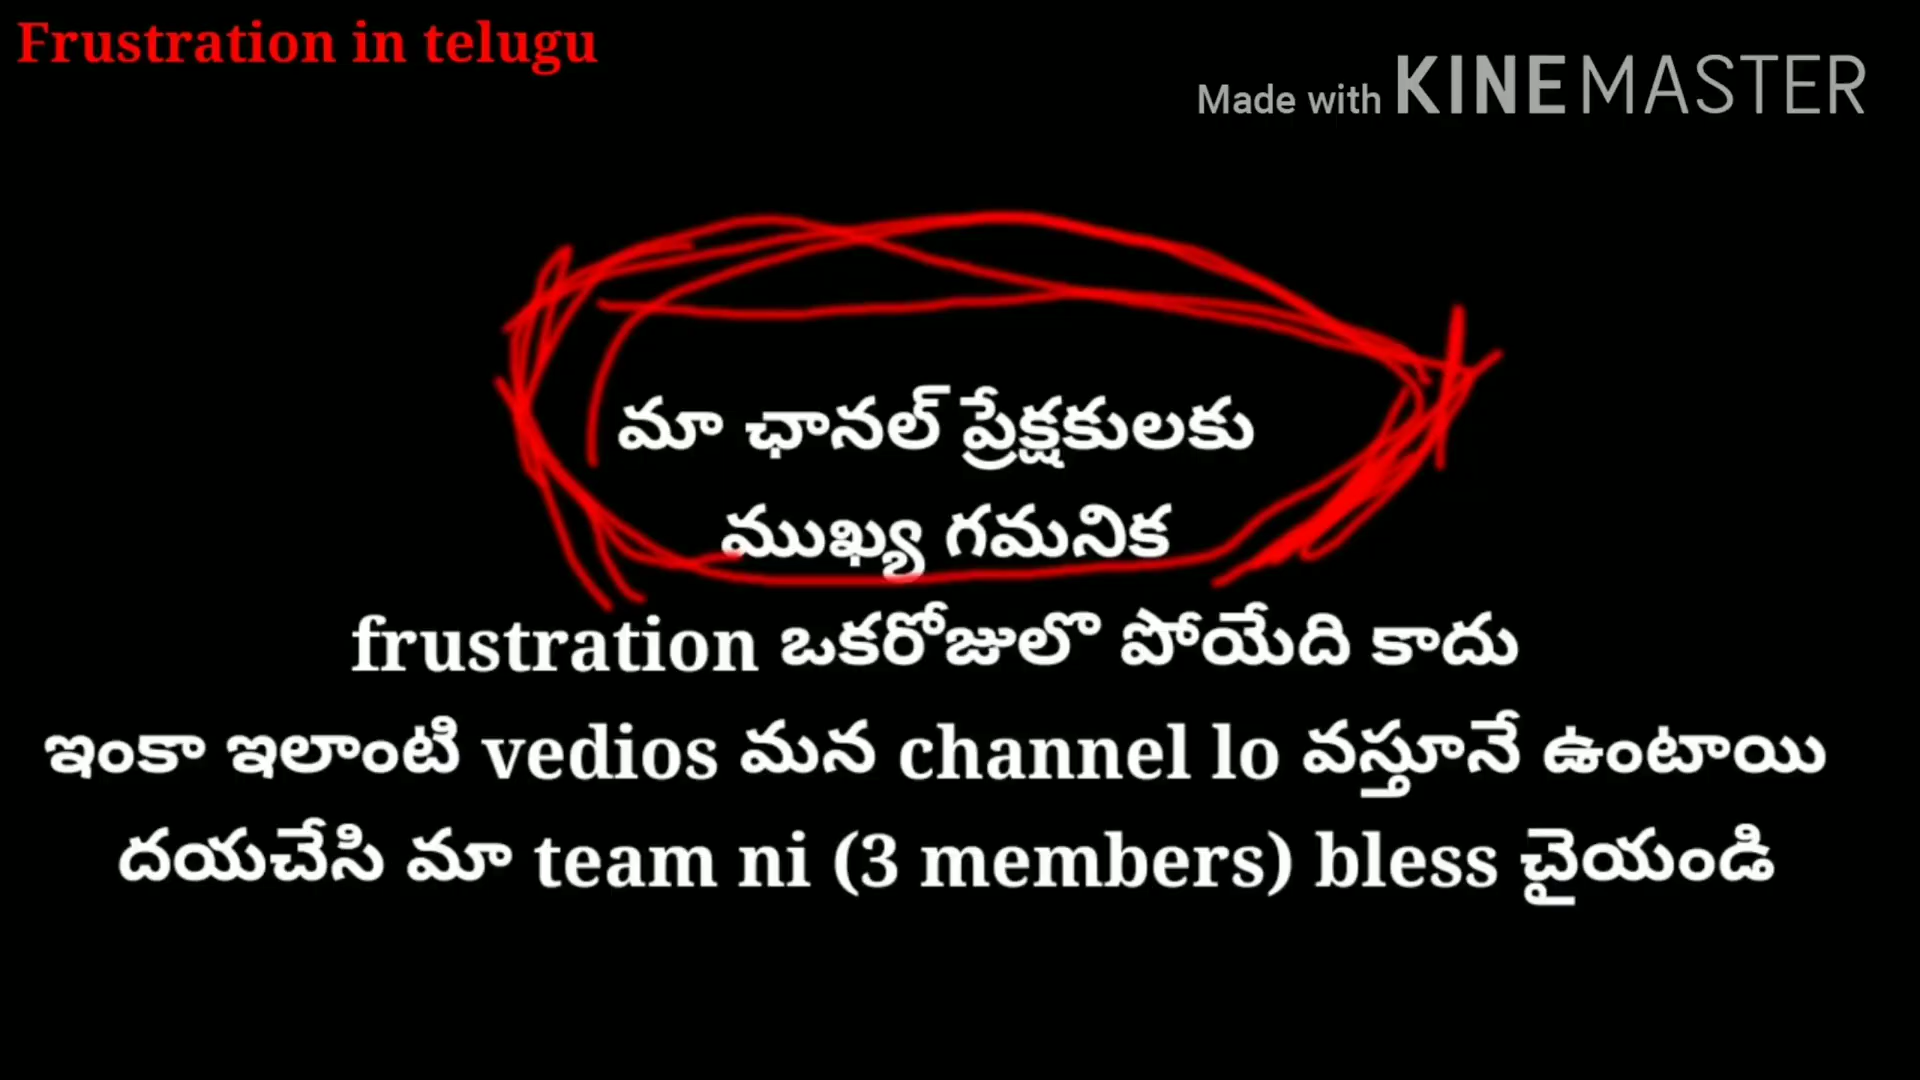 Frustration in telugu
Made with KINEMASTER
మా ఛానల్ ప్రేక్షకులకు
ముఖ్య గమనిక
frustration ఒకరోజులొ పోయేది కాదు
ఇంకా ఇలాంటి vedios మన channel lo వస్తూనే ఉంటాయి
దయచేసి మా team ni (3 members) bless చైయండి